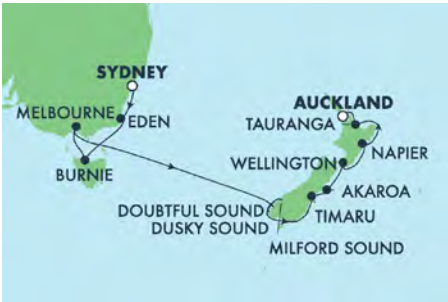 SYDNEY
MELBOURNE
EDEN
BURNIE
AUCKLAND
TAURANGA
NAPIER
WELLINGTON
AKAROA
DOUBTFUL SOUND
TIMARU
DUSKY SOUND
MILFORD SOUND